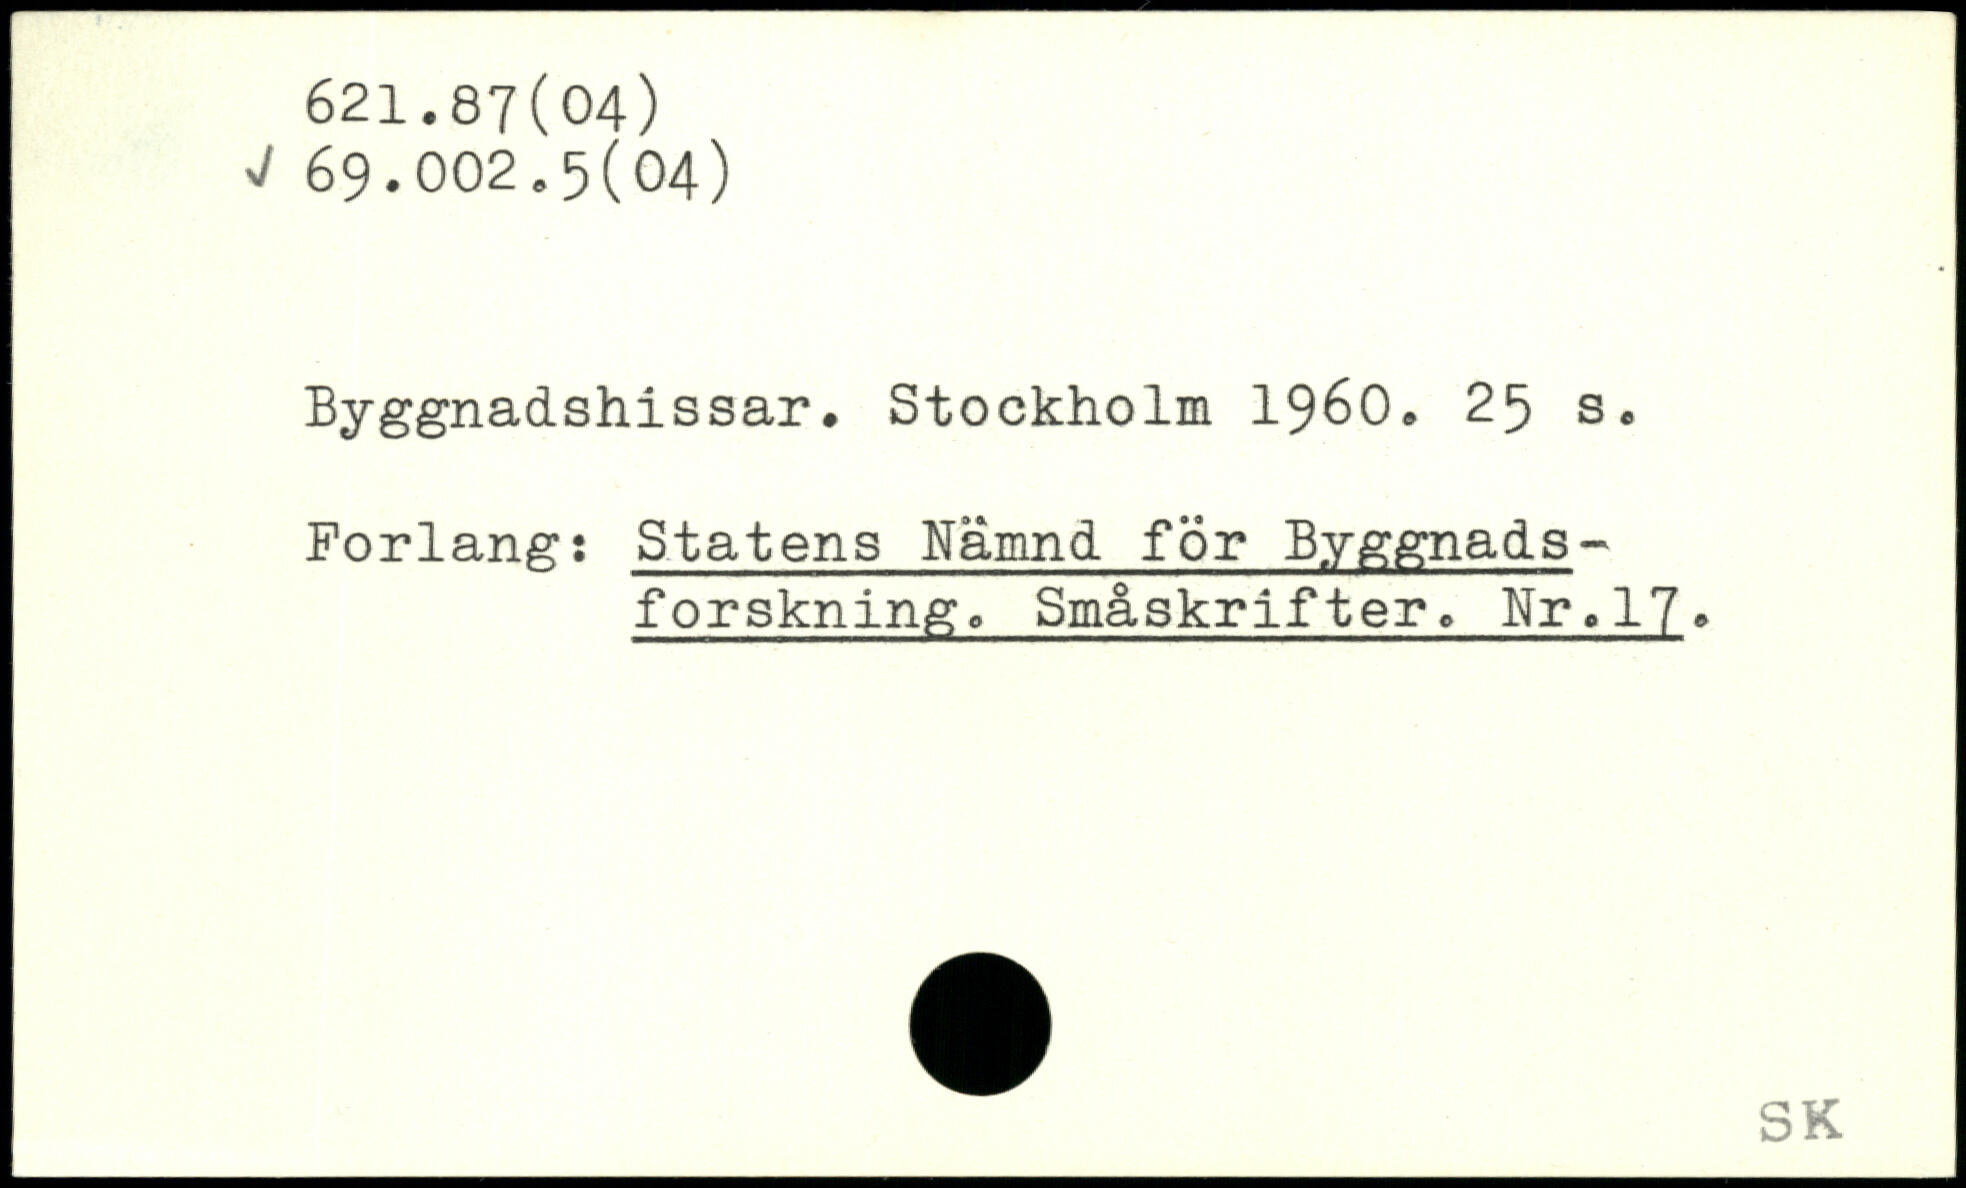 621.87(04)
✓ 69.002.5(04)
Byggnadshissar. Stockholm 1960. 25 s.
Forlang: Statens Nämnd för Byggnads-
forskning. Småskrifter. Nr.17.
SK